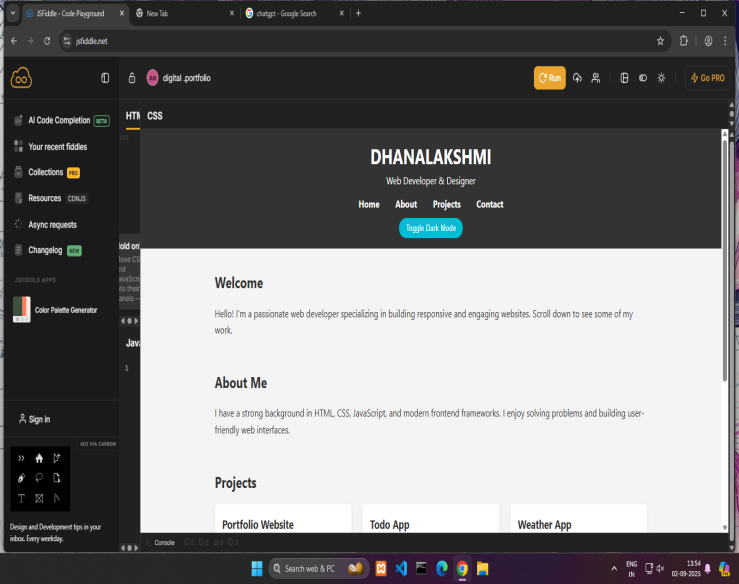 JSFiddle - Code Playground
New Tab
chatgpt - Google Search
jsfiddle.net
AN
digital .portfolio
Run
Go PRO
AI Code Completion BETA
Your recent fiddles
Collections PRO
Resources CDNJS
Async requests
Changelog NEW
JSFIDDLE APPS
Color Palette Generator
Sign in
ADS VIA CARBON
Design and Development tips in your
inbox. Every weekday.
HTM
CSS
old on
love CS
nd
avaScri
to their
anels
Java
1
DHANALAKSHMI
Web Developer & Designer
Home About Projects Contact
Toggle Dark Mode
Welcome
Hello! I'm a passionate web developer specializing in building responsive and engaging websites. Scroll down to see some of my
work.
About Me
I have a strong background in HTML, CSS, JavaScript, and modern frontend frameworks. I enjoy solving problems and building user-
friendly web interfaces.
Projects
Portfolio Website
Todo App
Weather App
>_ Console
Search web & PC
ENG
IN
13:54
02-09-2025